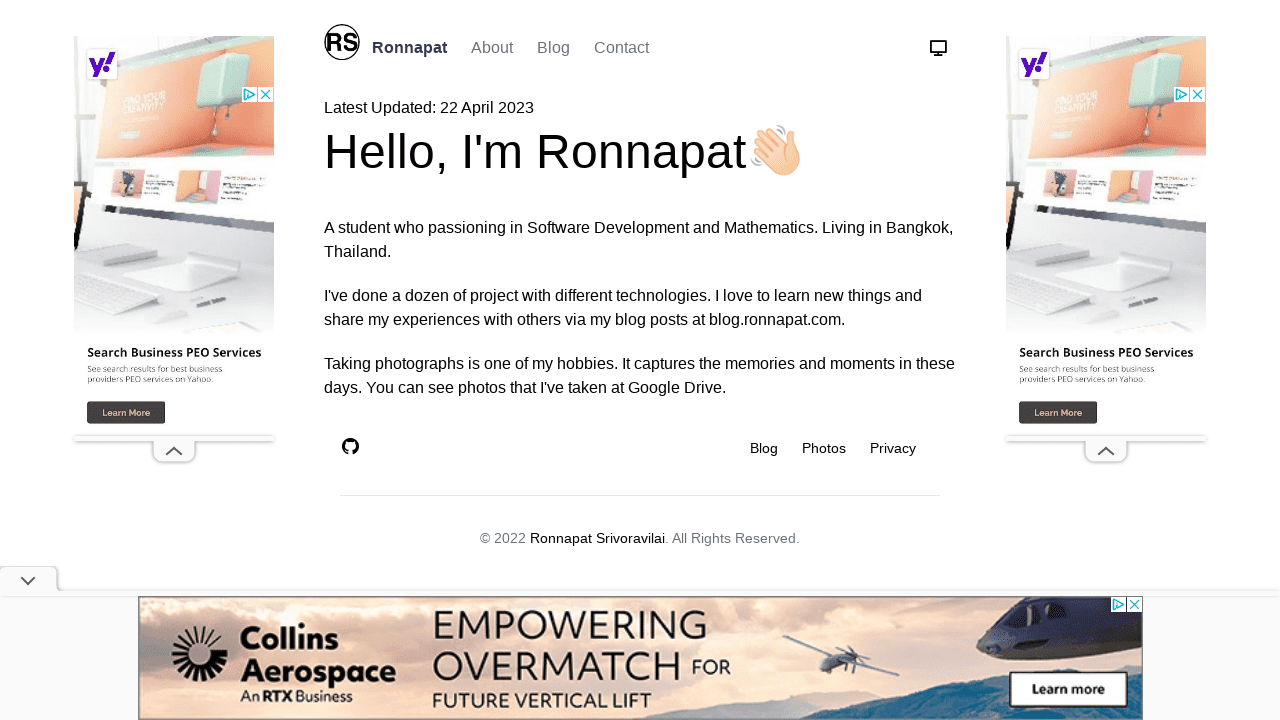 RS
Ronnapat
About
Blog
Contact
Latest Updated: 22 April 2023
Hello, I'm Ronnapat
A student who passioning in Software Development and Mathematics. Living in Bangkok,
Thailand.
I've done a dozen of project with different technologies. I love to learn new things and
share my experiences with others via my blog posts at blog.ronnapat.com.
Taking photographs is one of my hobbies. It captures the memories and moments in these
days. You can see photos that I've taken at Google Drive.
Blog
Photos
Privacy
© 2022 Ronnapat Srivoravilai. All Rights Reserved.
y!
FIND YOUR
CREATIVITY
Search Business PEO Services
See search results for best business
providers PEO services on Yahoo.
Learn More
y!
FIND YOUR
CREATIVITY
Search Business PEO Services
See search results for best business
providers PEO services on Yahoo.
Learn More
Collins
Aerospace
An RTX Business
EMPOWERING
OVERMATCH FOR
FUTURE VERTICAL LIFT
Learn more